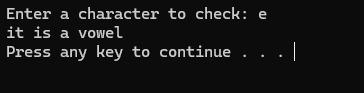 Enter a character to check: e
it is a vowel
Press any key to continue . . .